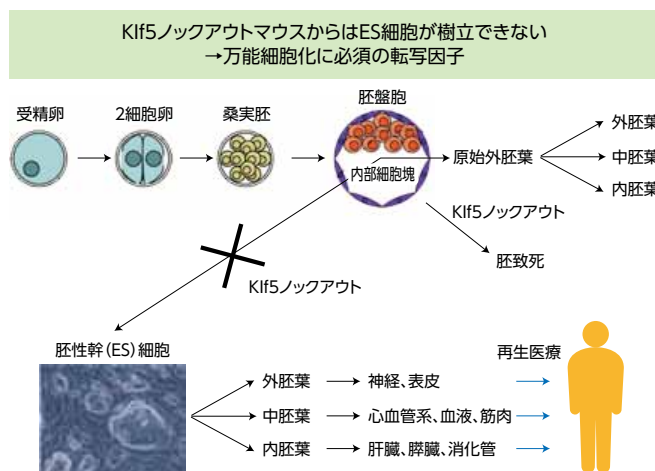 Klf5ノックアウトマウスからはES細胞が樹立できない
→万能細胞化に必須の転写因子
受精卵
2細胞卵
桑実胚
胚盤胞
内部細胞塊
原始外胚葉
外胚葉
中胚葉
内胚葉
Klf5ノックアウト
胚致死
Klf5ノックアウト
胚性幹(ES)細胞
再生医療
外胚葉
神経、表皮
中胚葉
心血管系、血液、筋肉
内胚葉
肝臓、膵臓、消化管